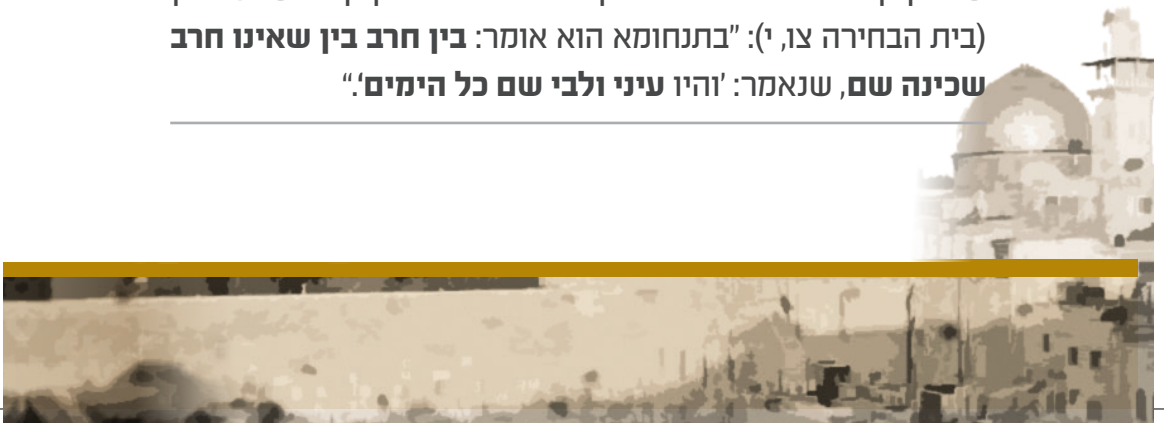 (בית הבחירה צו, י): "בתנחומא הוא אומר: בין חרב בין שאינו חרב
שכינה שם, שנאמר: 'והיו עיני ולבי שם כל הימים'."